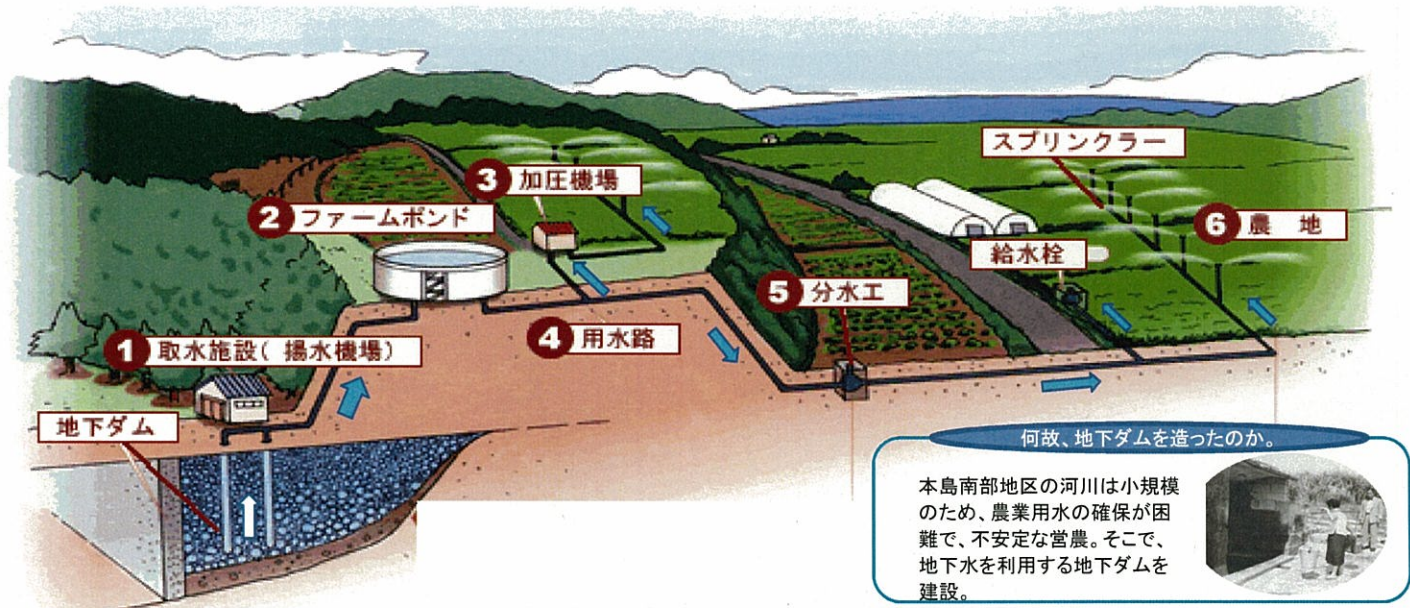 スプリンクラー
3 加圧機場
2 ファームポンド
6 農 地
給水栓
5 分水工
4 用水路
1 取水施設( 揚水機場)
地下ダム
何故、地下ダムを造ったのか。
本島南部地区の河川は小規模
のため、農業用水の確保が困
難で、不安定な営農。そこで、
地下水を利用する地下ダムを
建設。